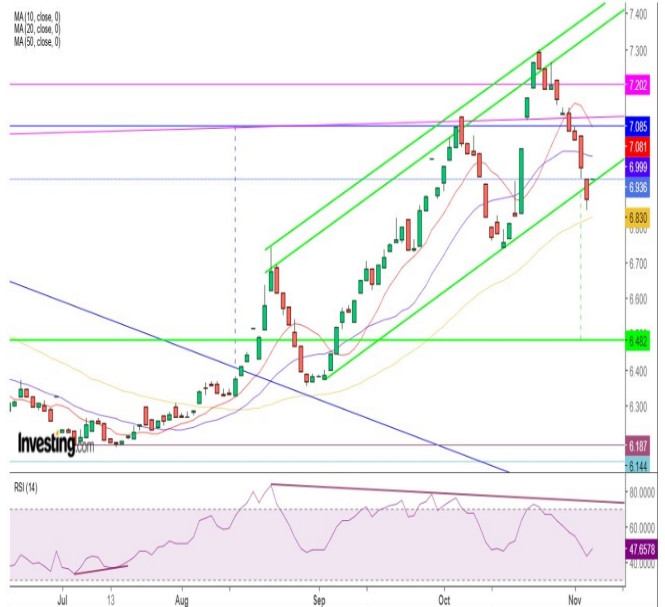 MA (10, close, 0)
MA (20, close, 0)
MA (50, close, 0)
7.400
7.300
7.202
7.085
7.081
6.999
6.936
6.830
6.800
6.700
6.600
6.482
6.400
6.300
6.187
6.144
Investing.com
RSI (14)
80.0000
60.0000
47.6578
40.0000
Jul
13
Aug
Sep
Oct
Nov